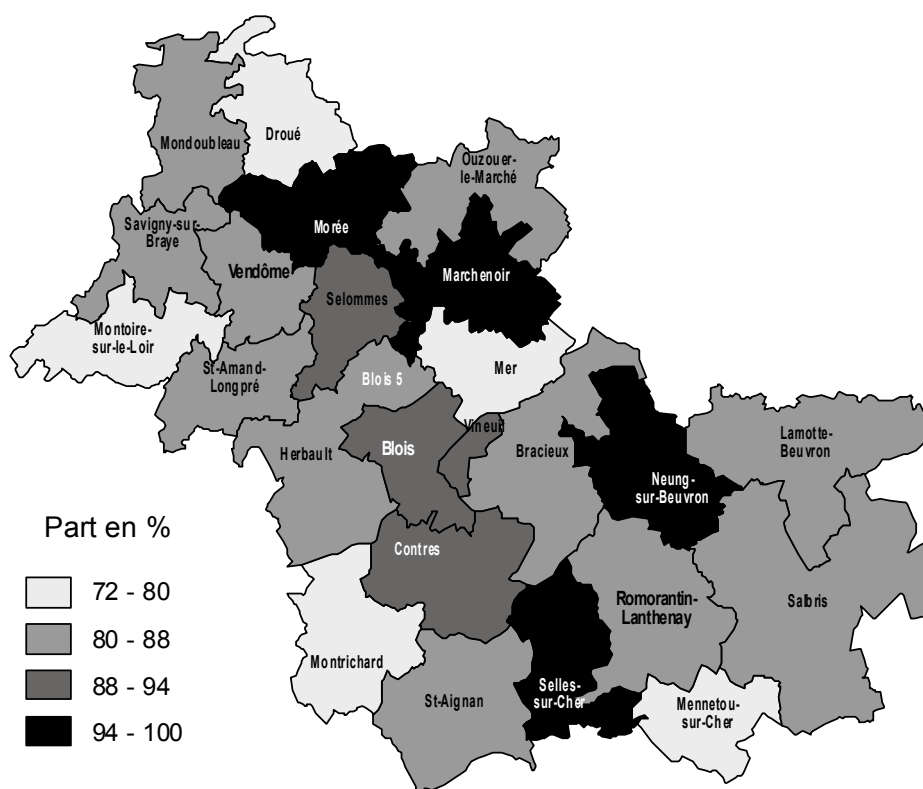 Droué
Mondoubleau
Ouzouer-
le-Marché
Morée
Savigny-sur-
Braye
Vendôme
Marchenoir
Selommes
Montoire-
sur-le-Loir
St-Amand-
Longpré
Mer
Blois 5
Vineuil
Lamotte-
Beuvron
Herbault
Blois
Bracieux
Neung-
sur-Beuvron
Contres
Romorantin-
Lanthenay
Salbris
Montrichard
St-Aignan
Selles-
sur-Cher
Mennetou-
sur-Cher
Part en %
72 - 80
80 - 88
88 - 94
94 - 100